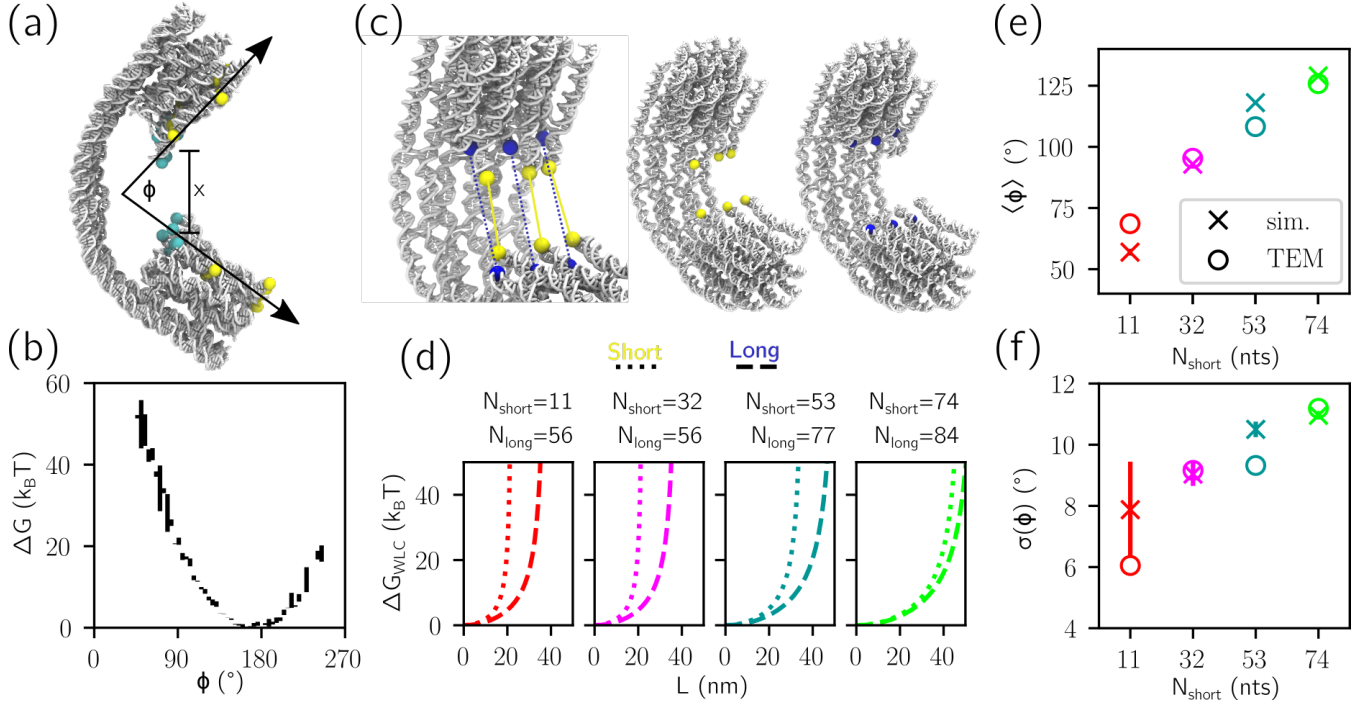 (a)
ϕ
x
(b)
ΔG (k_BT)
60
40
20
0
0 90 180 270
ϕ (°)
(c)
(d)
Short Long
N_short=11 N_short=32 N_short=53 N_short=74
N_long=56 N_long=56 N_long=77 N_long=84
ΔG_WLC (k_BT)
40
20
0
0 20 40 0 20 40 0 20 40 0 20 40
L (nm)
(e)
⟨ϕ⟩ (°)
125
100
75
50
sim.
TEM
11 32 53 74
N_short (nts)
(f)
σ(ϕ) (°)
12
10
8
6
4
11 32 53 74
N_short (nts)